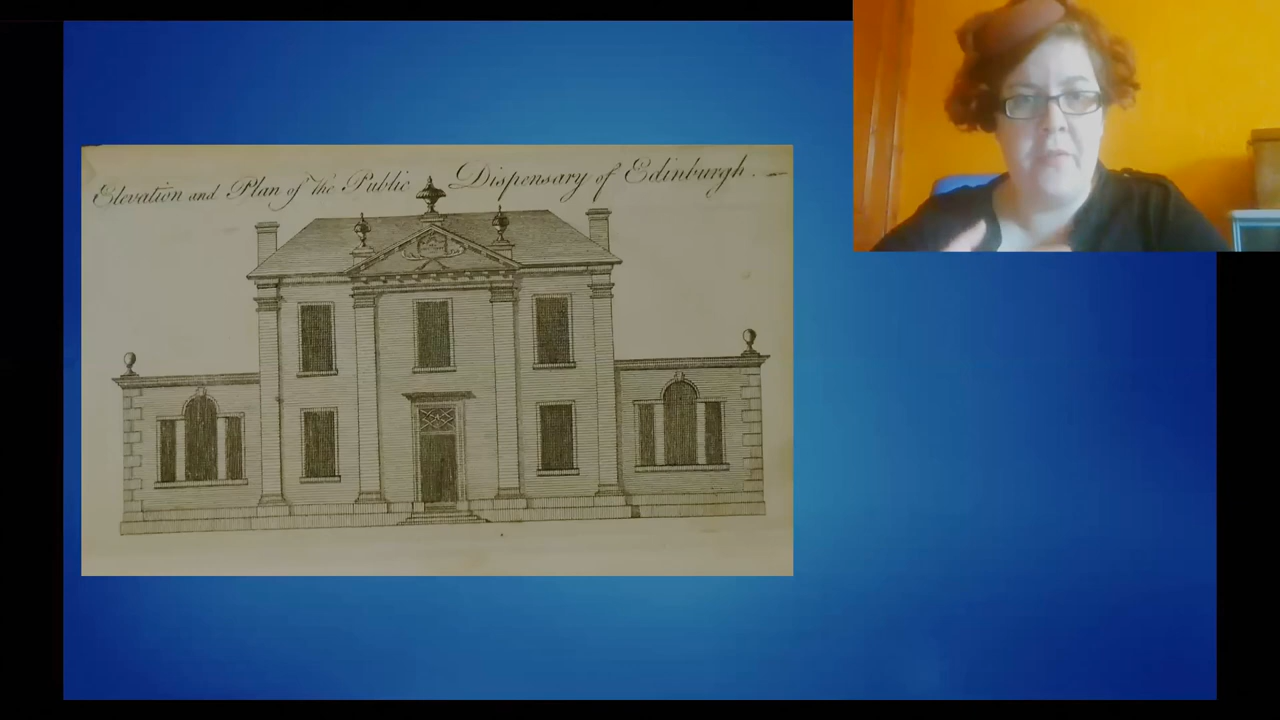 Elevation and Plan of the Public Dispensary of Edinburgh.